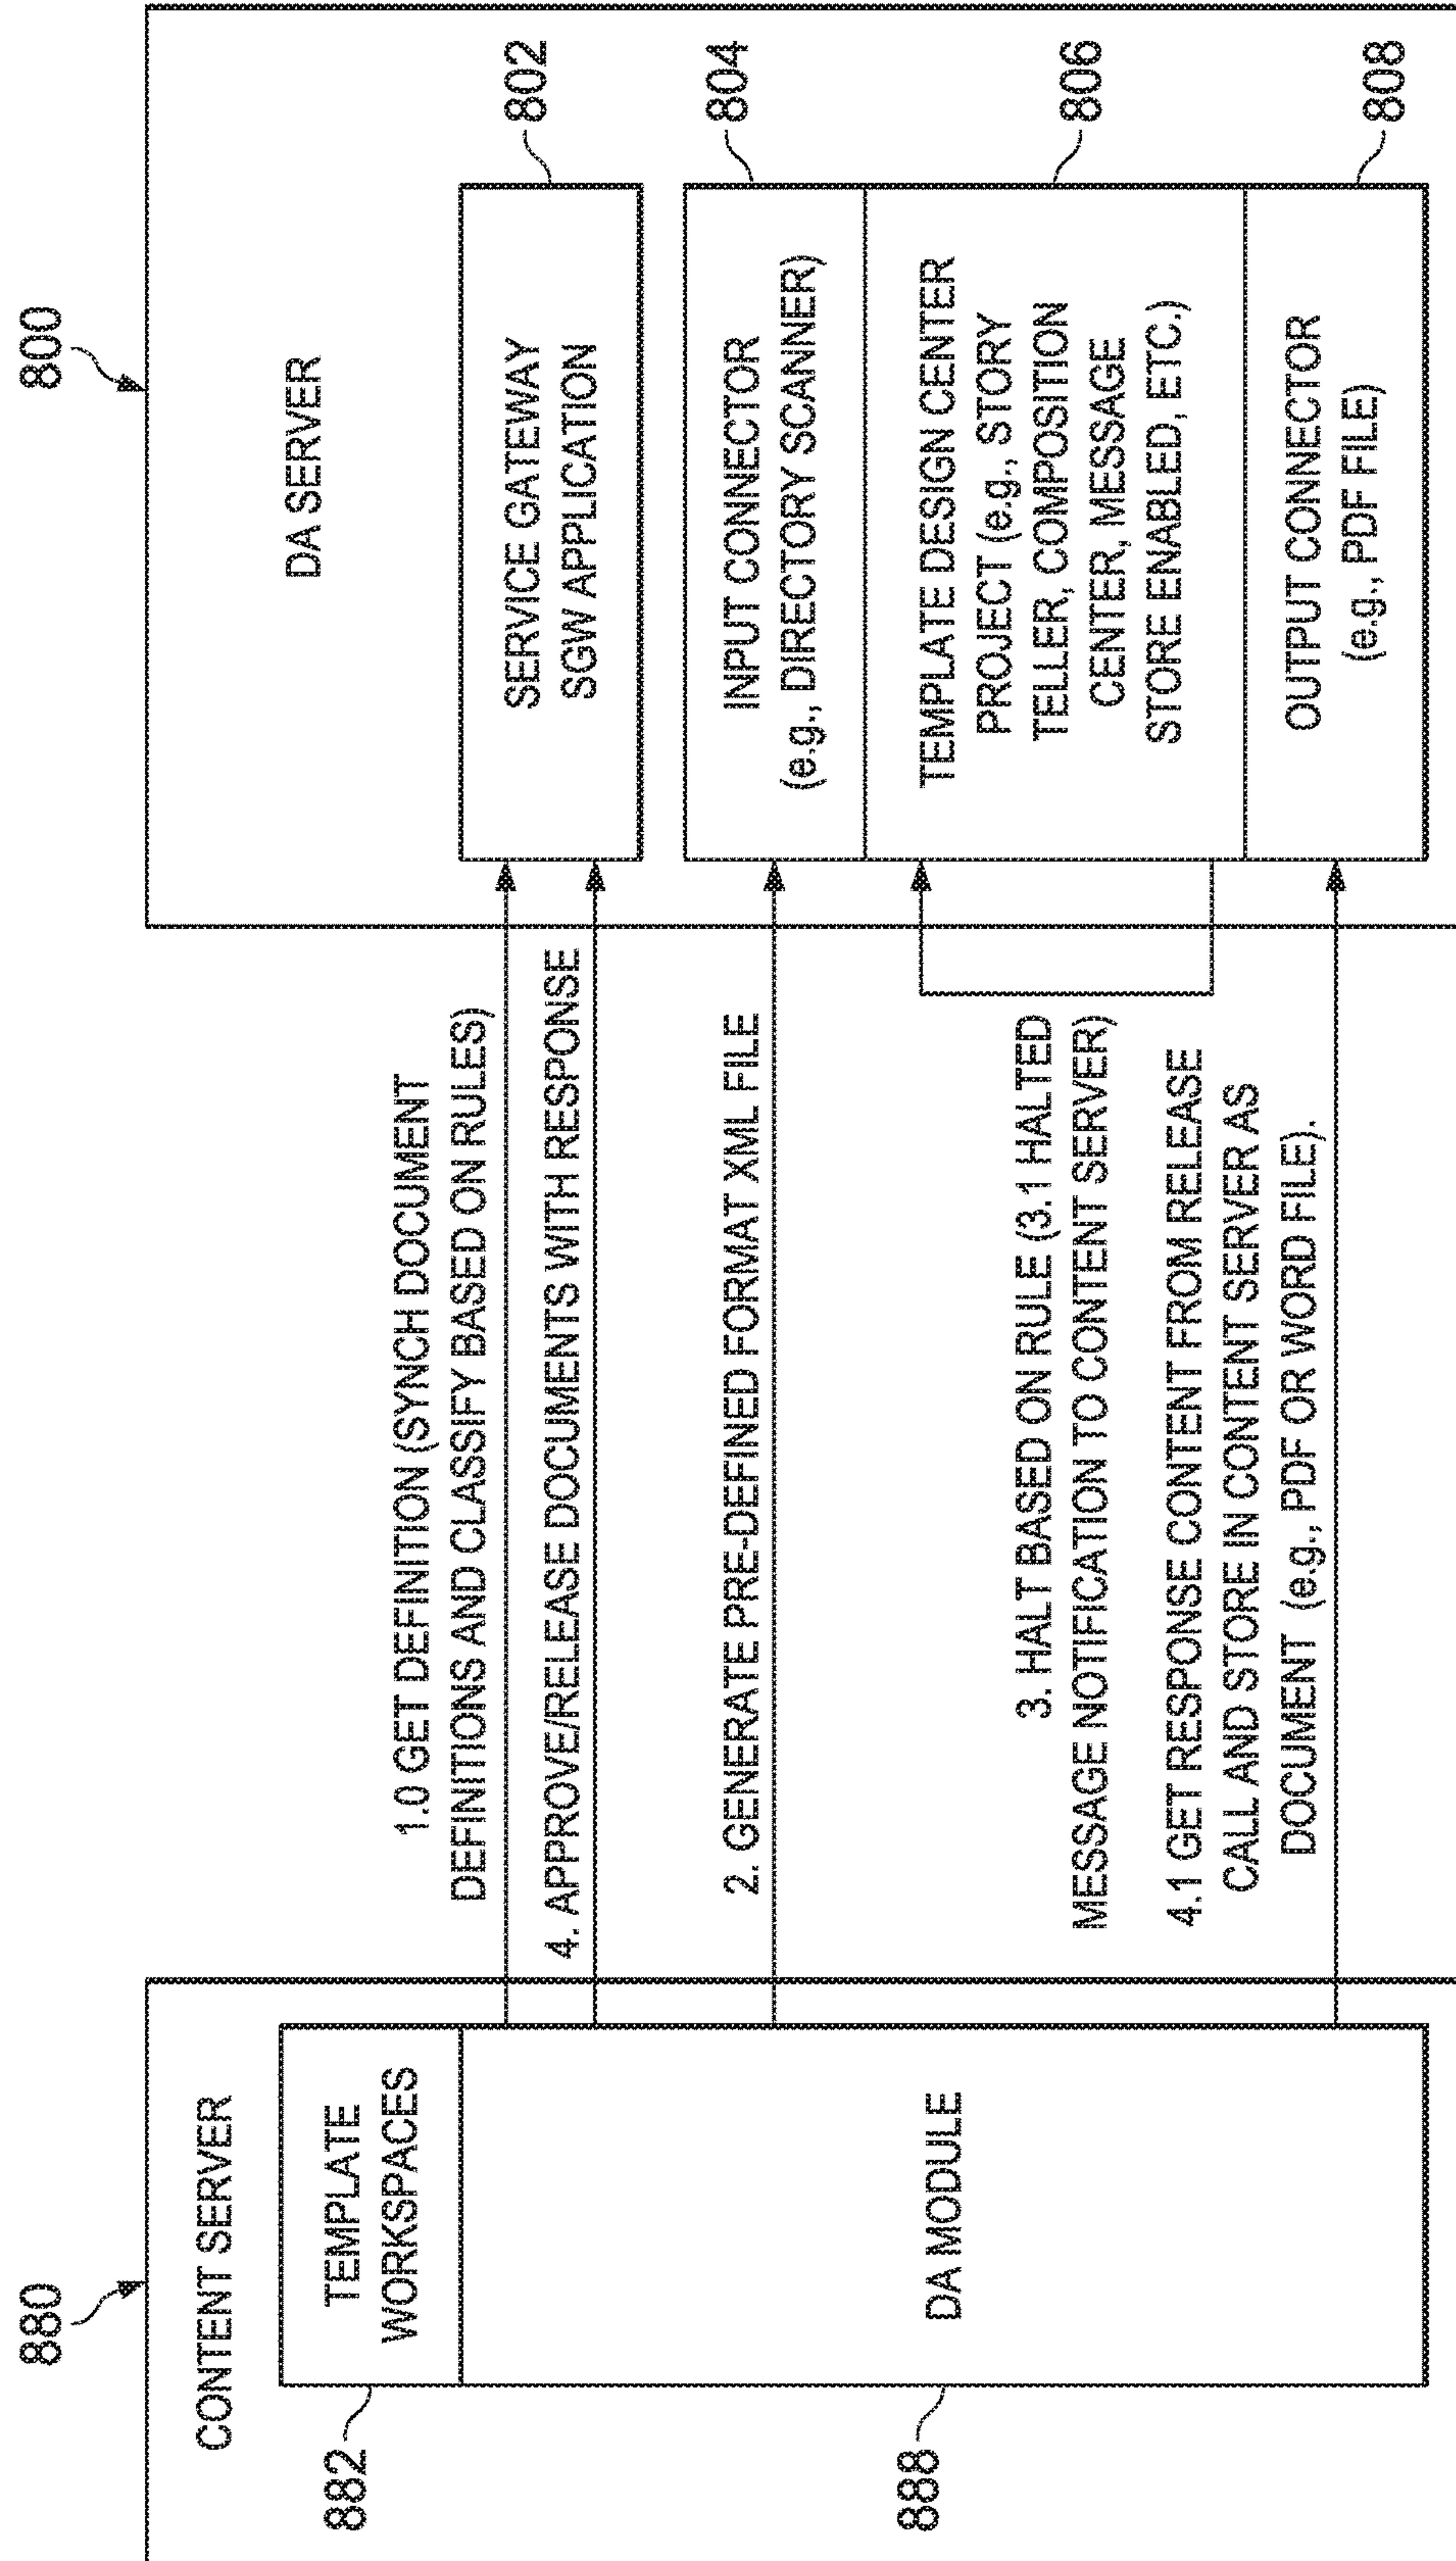 880
CONTENT SERVER
882
TEMPLATE
WORKSPACES
888
DA MODULE
1.0 GET DEFINITION (SYNCH DOCUMENT
DEFINITIONS AND CLASSIFY BASED ON RULES)
4. APPROVE/RELEASE DOCUMENTS WITH RESPONSE
2. GENERATE PRE-DEFINED FORMAT XML FILE
3. HALT BASED ON RULE (3.1 HALTED
MESSAGE NOTIFICATION TO CONTENT SERVER)
4.1 GET RESPONSE CONTENT FROM RELEASE
CALL AND STORE IN CONTENT SERVER AS
DOCUMENT (e.g., PDF OR WORD FILE).
800
DA SERVER
SERVICE GATEWAY
SGW APPLICATION
802
INPUT CONNECTOR
(e.g., DIRECTORY SCANNER)
804
TEMPLATE DESIGN CENTER
PROJECT (e.g., STORY
TELLER, COMPOSITION
CENTER, MESSAGE
STORE ENABLED, ETC.)
806
OUTPUT CONNECTOR
(e.g., PDF FILE)
808